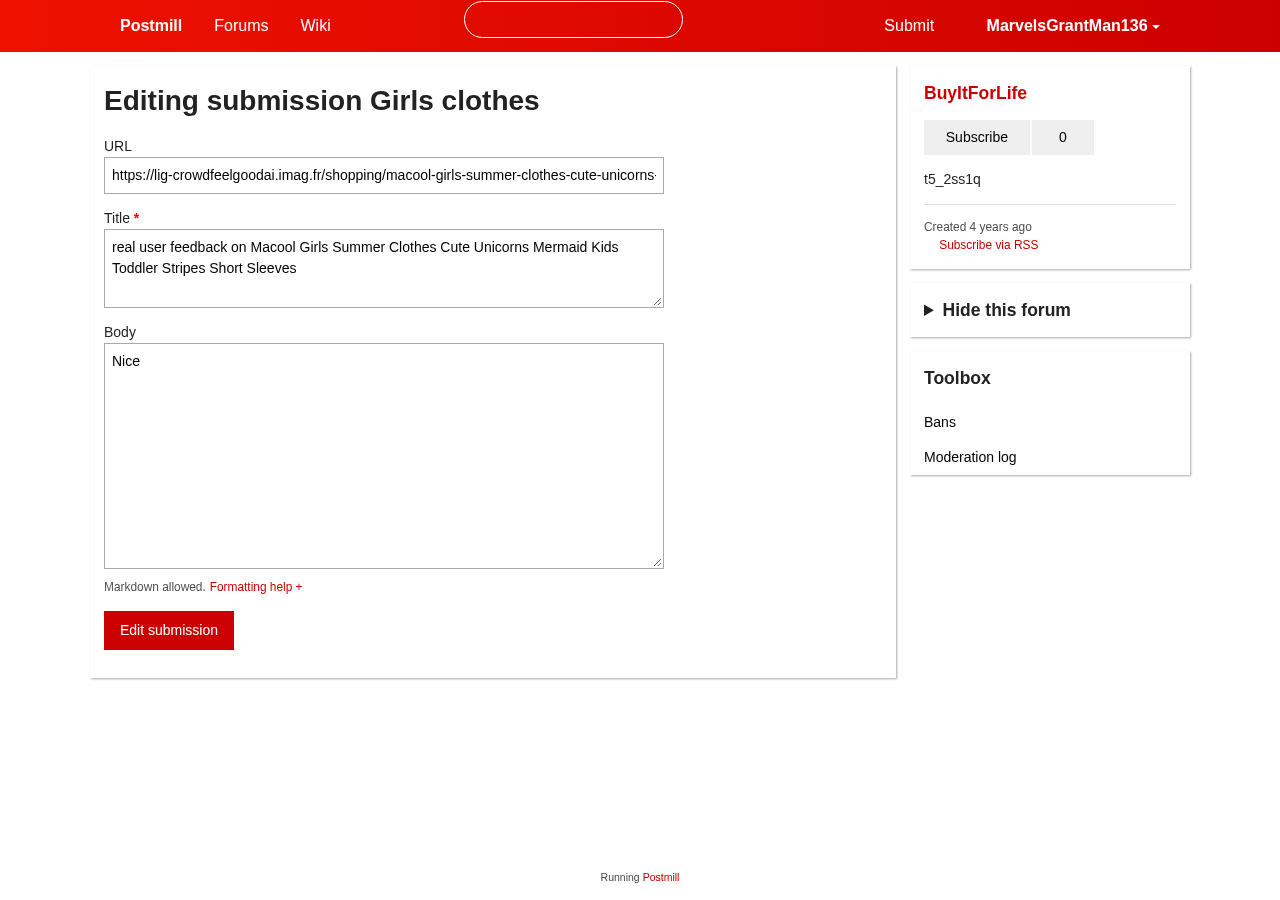 Postmill Forums Wiki Submit MarvelsGrantMan136
Editing submission Girls clothes
URL
https://lig-crowdfeelgoodai.imag.fr/shopping/macool-girls-summer-clothes-cute-unicorns-
Title *
real user feedback on Macool Girls Summer Clothes Cute Unicorns Mermaid Kids
Toddler Stripes Short Sleeves
Body
Nice
Markdown allowed. Formatting help +
Edit submission
BuyItForLife
Subscribe 0
t5_2ss1q
Created 4 years ago
Subscribe via RSS
Hide this forum
Toolbox
Bans
Moderation log
Running Postmill